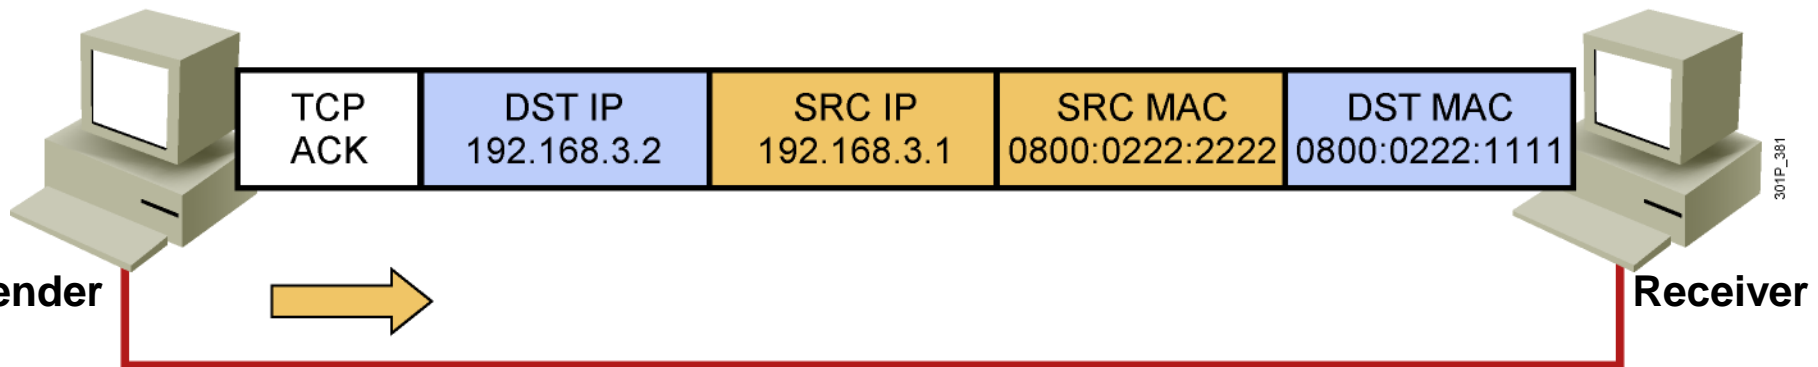 TCP
ACK
DST IP
192.168.3.2
SRC IP
192.168.3.1
SRC MAC
0800:0222:2222
DST MAC
0800:0222:1111
301P_381
ender
Receiver